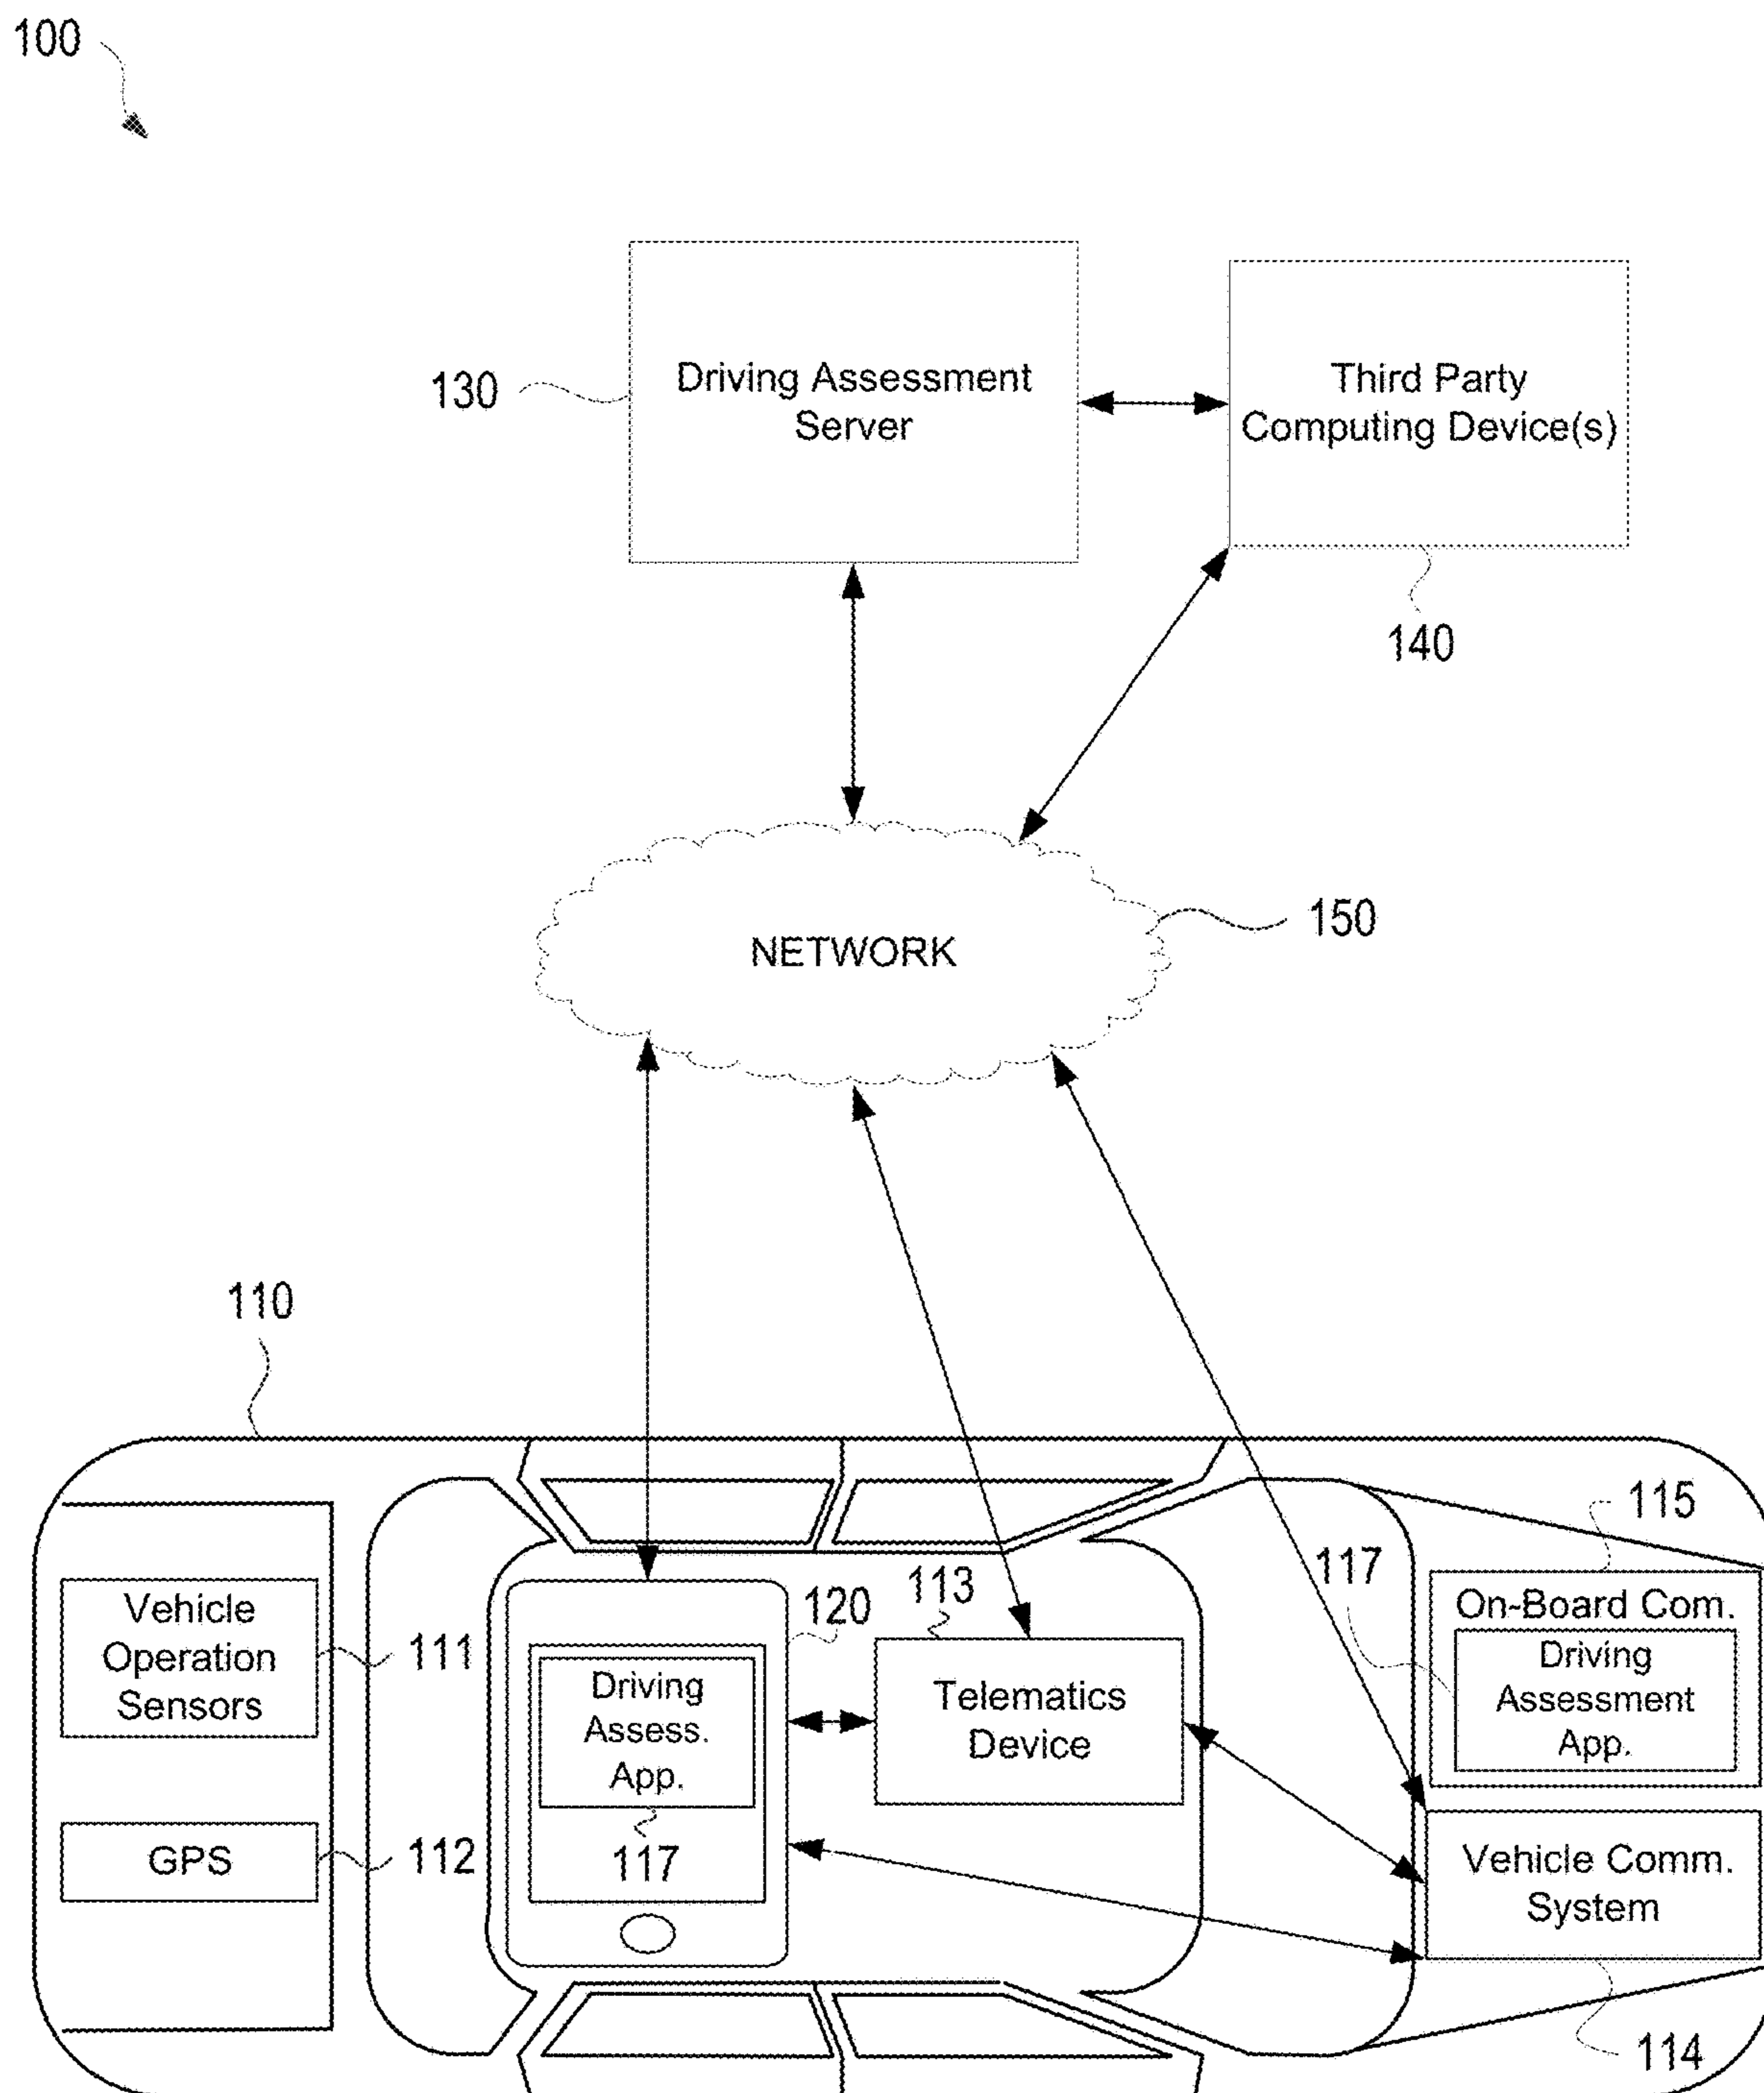 100
Driving Assessment
Server
130
Third Party
Computing Device(s)
140
NETWORK
150
110
Vehicle
Operation
Sensors
111
GPS
112
Driving
Assess.
App.
117
120
113
Telematics
Device
117
115
On-Board Com.
Driving
Assessment
App.
Vehicle Comm.
System
114